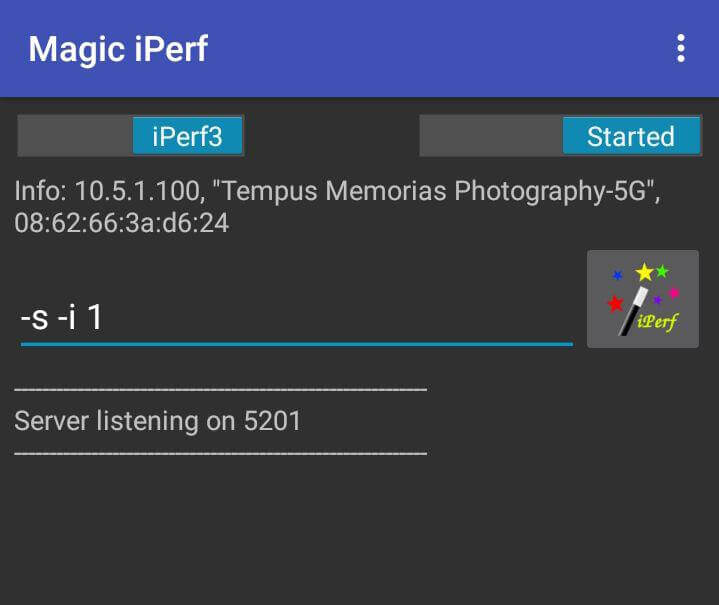 Magic iPerf
iPerf3
Started
Info: 10.5.1.100, "Tempus Memorias Photography-5G",
08:62:66:3a:d6:24
-s -i 1
iPerf
Server listening on 5201